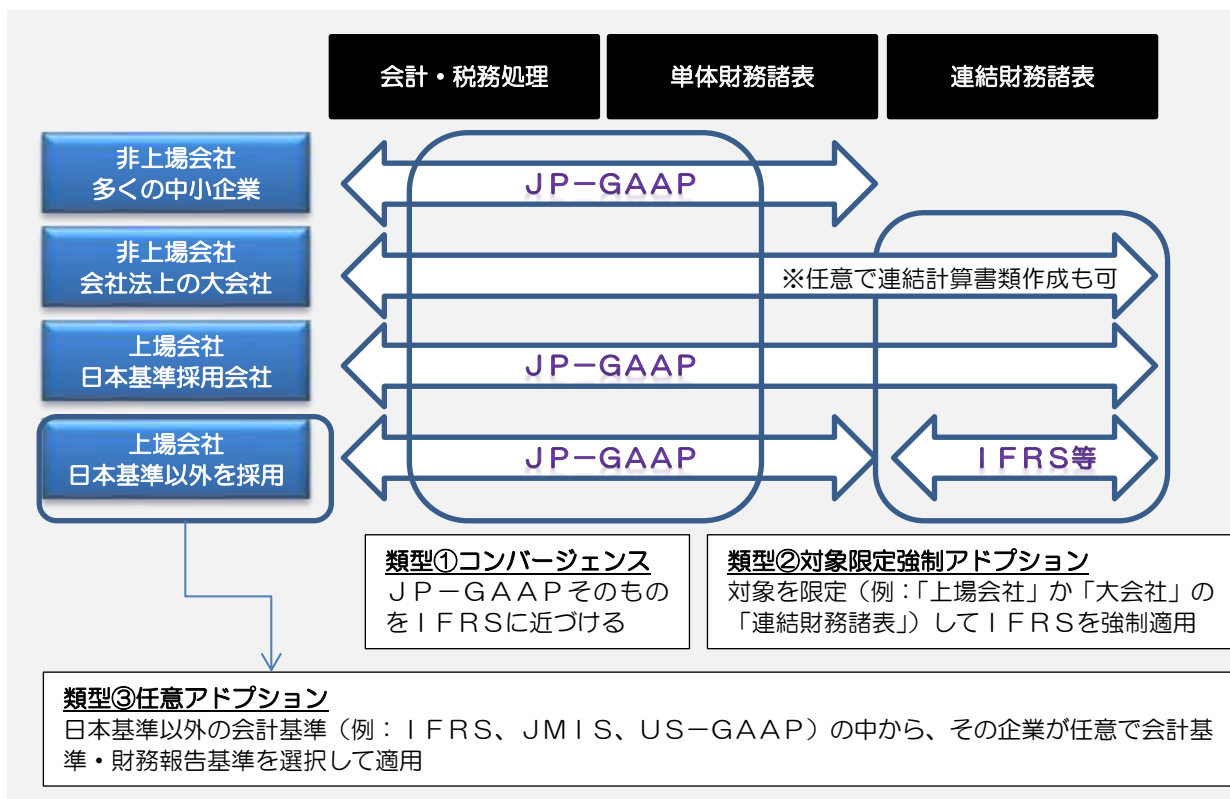 会計・税務処理
単体財務諸表
連結財務諸表
非上場会社
多くの中小企業
ＪＰ－ＧＡＡＰ
非上場会社
会社法上の大会社
※任意で連結計算書類作成も可
上場会社
日本基準採用会社
ＪＰ－ＧＡＡＰ
上場会社
日本基準以外を採用
ＪＰ－ＧＡＡＰ
ＩＦＲＳ等
類型①コンバージェンス
ＪＰ－ＧＡＡＰそのもの
をＩＦＲＳに近づける
類型②対象限定強制アドプション
対象を限定（例：「上場会社」か「大会社」の
「連結財務諸表」）してＩＦＲＳを強制適用
類型③任意アドプション
日本基準以外の会計基準（例：ＩＦＲＳ、ＪＭＩＳ、ＵＳ－ＧＡＡＰ）の中から、その企業が任意で会計基
準・財務報告基準を選択して適用